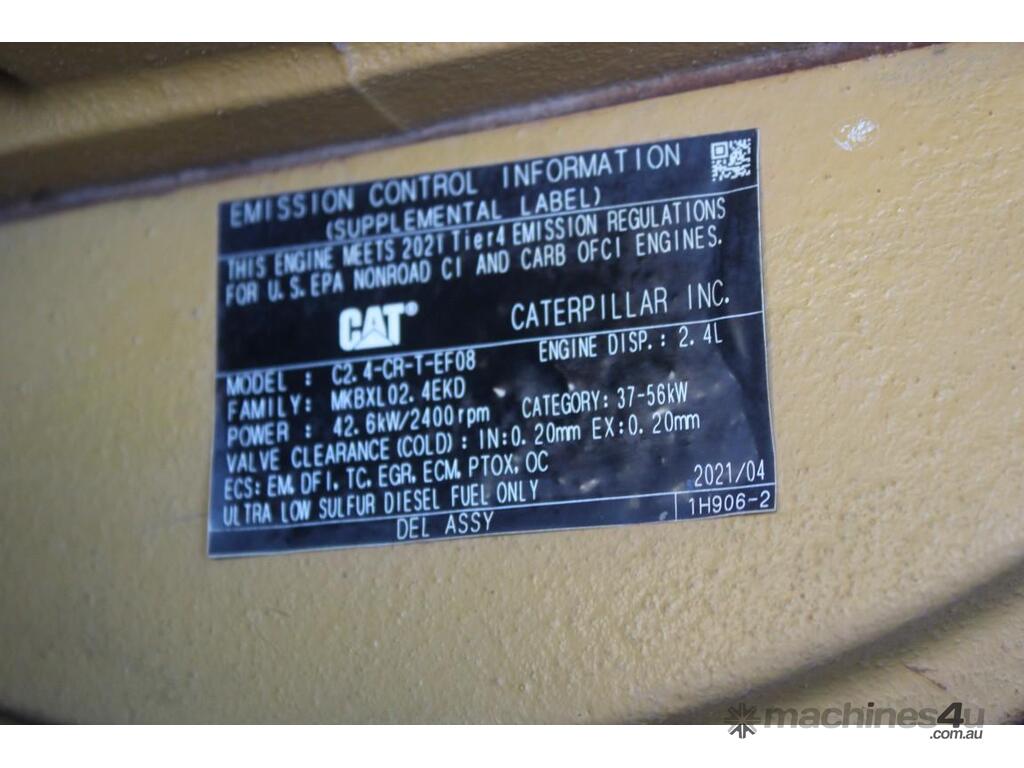 EMISSION CONTROL INFORMATION
(SUPPLEMENTAL LABEL)
THIS ENGINE MEETS 2021 Tier4 EMISSION REGULATIONS
FOR U.S.EPA NONROAD CI AND CARB OFCI ENGINES.
CAT® CATERPILLAR INC.
MODEL : C2.4-CR-T-EF08 ENGINE DISP.: 2.4L
FAMILY: MKBXL02.4EKD
POWER : 42.6kW/2400rpm CATEGORY: 37-56kW
VALVE CLEARANCE(COLD): IN:0.20mm EX:0.20mm
ECS: EM, DFI, TC, EGR, ECM, PTOX, OC
ULTRA LOW SULFUR DIESEL FUEL ONLY 2021/04
DEL ASSY 1H906-2
machines4u
.com.au